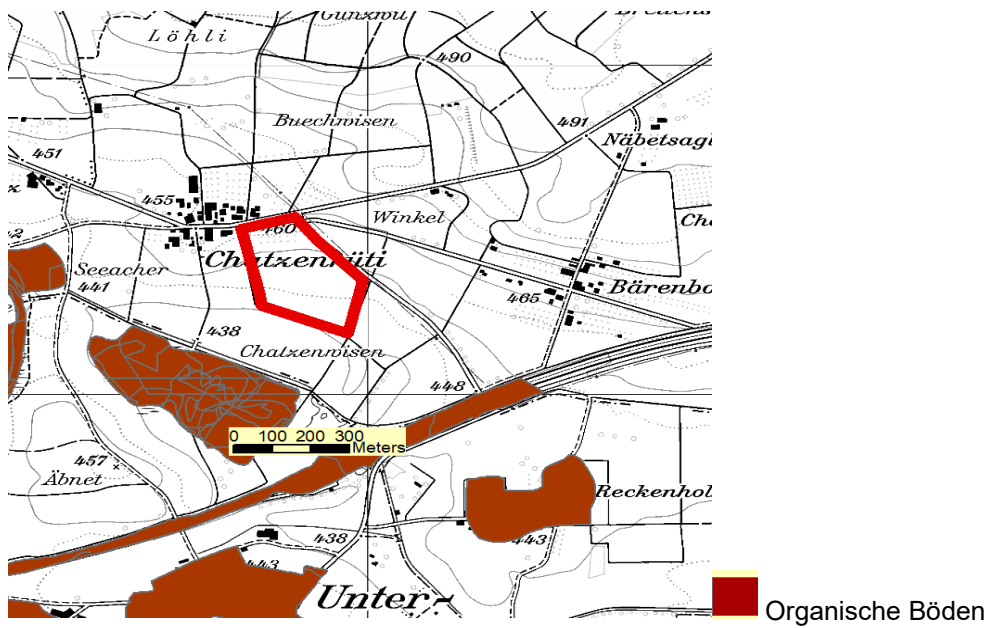 Löhli
490
491
Buechwisen
Näbetsagl
451
455
Winkel
460
Chatzenrüti
Seeacher
441
465
Bärenbo
438
Chatzenwisen
448
0 100 200 300
Meters
457
Äbnet
Reckenhol
438
443
443
Unter-
Organische Böden